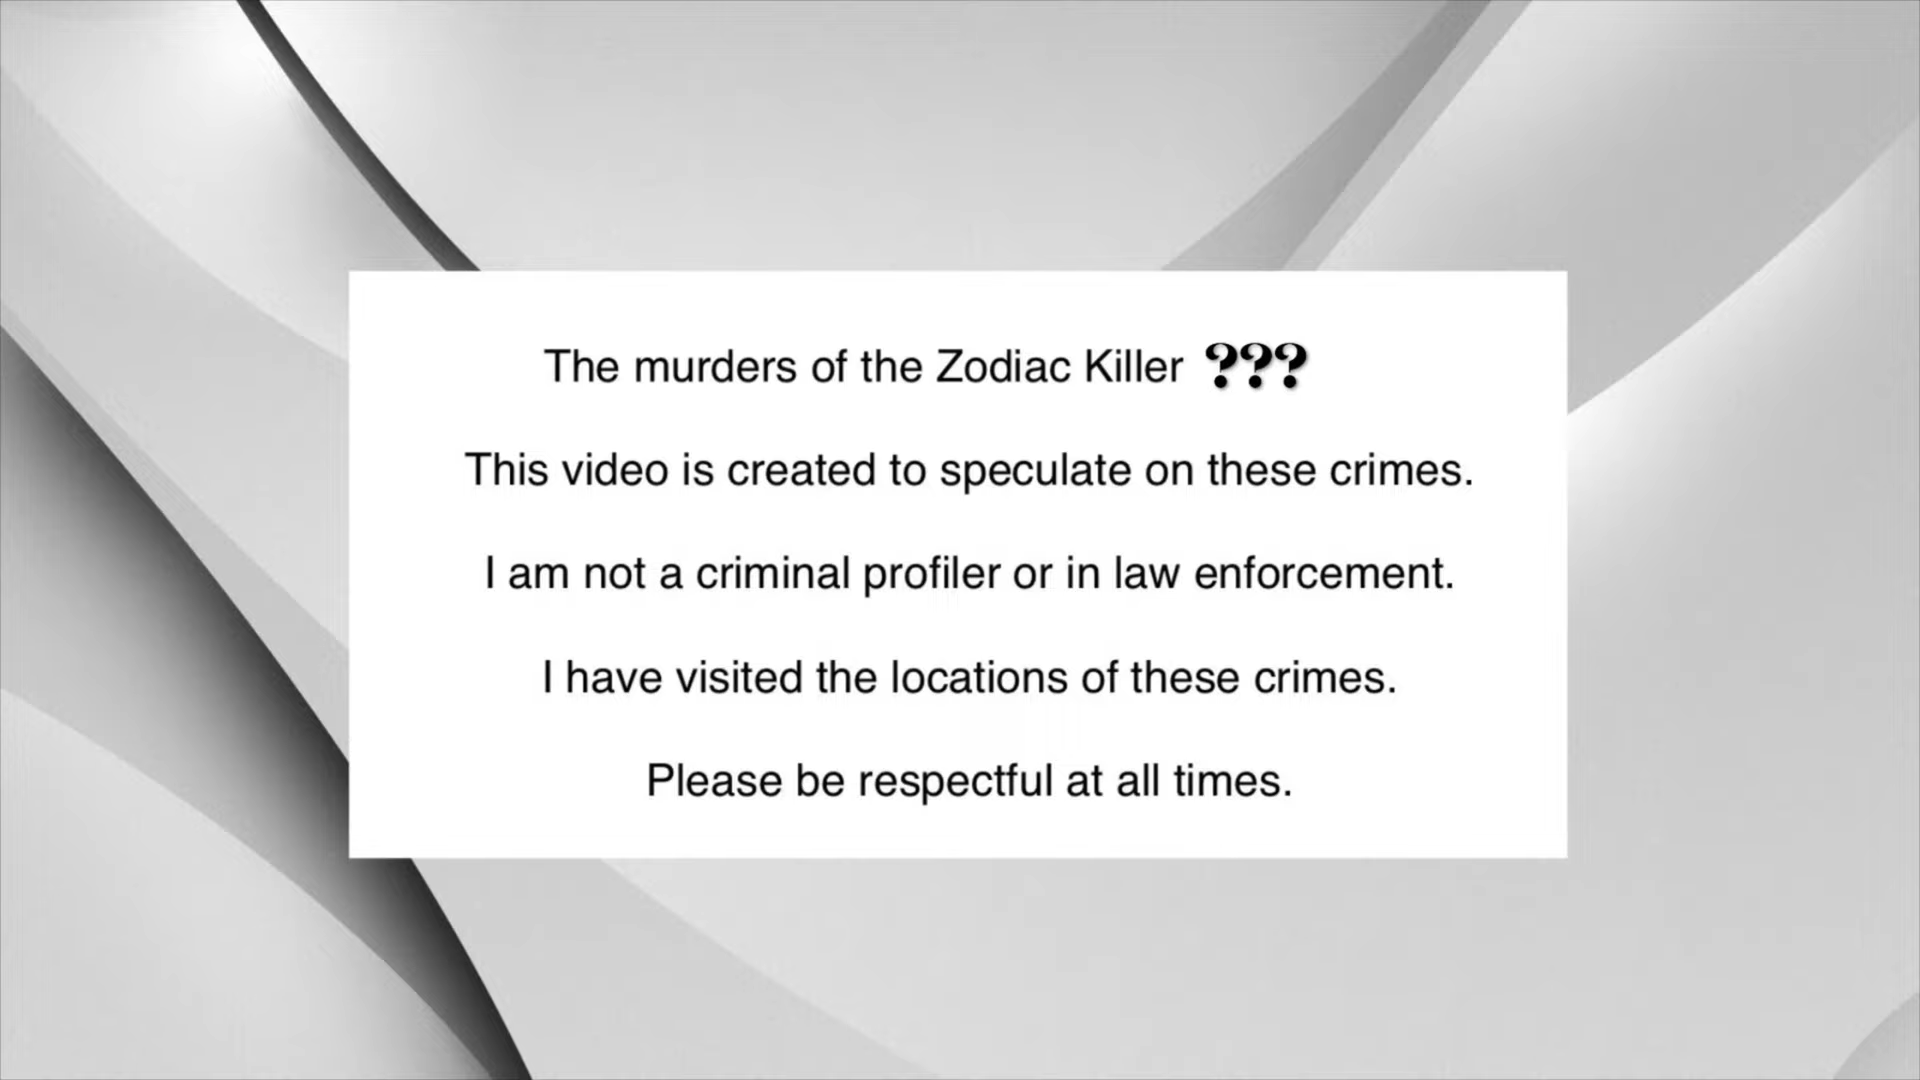 The murders of the Zodiac Killer ???
This video is created to speculate on these crimes.
I am not a criminal profiler or in law enforcement.
I have visited the locations of these crimes.
Please be respectful at all times.